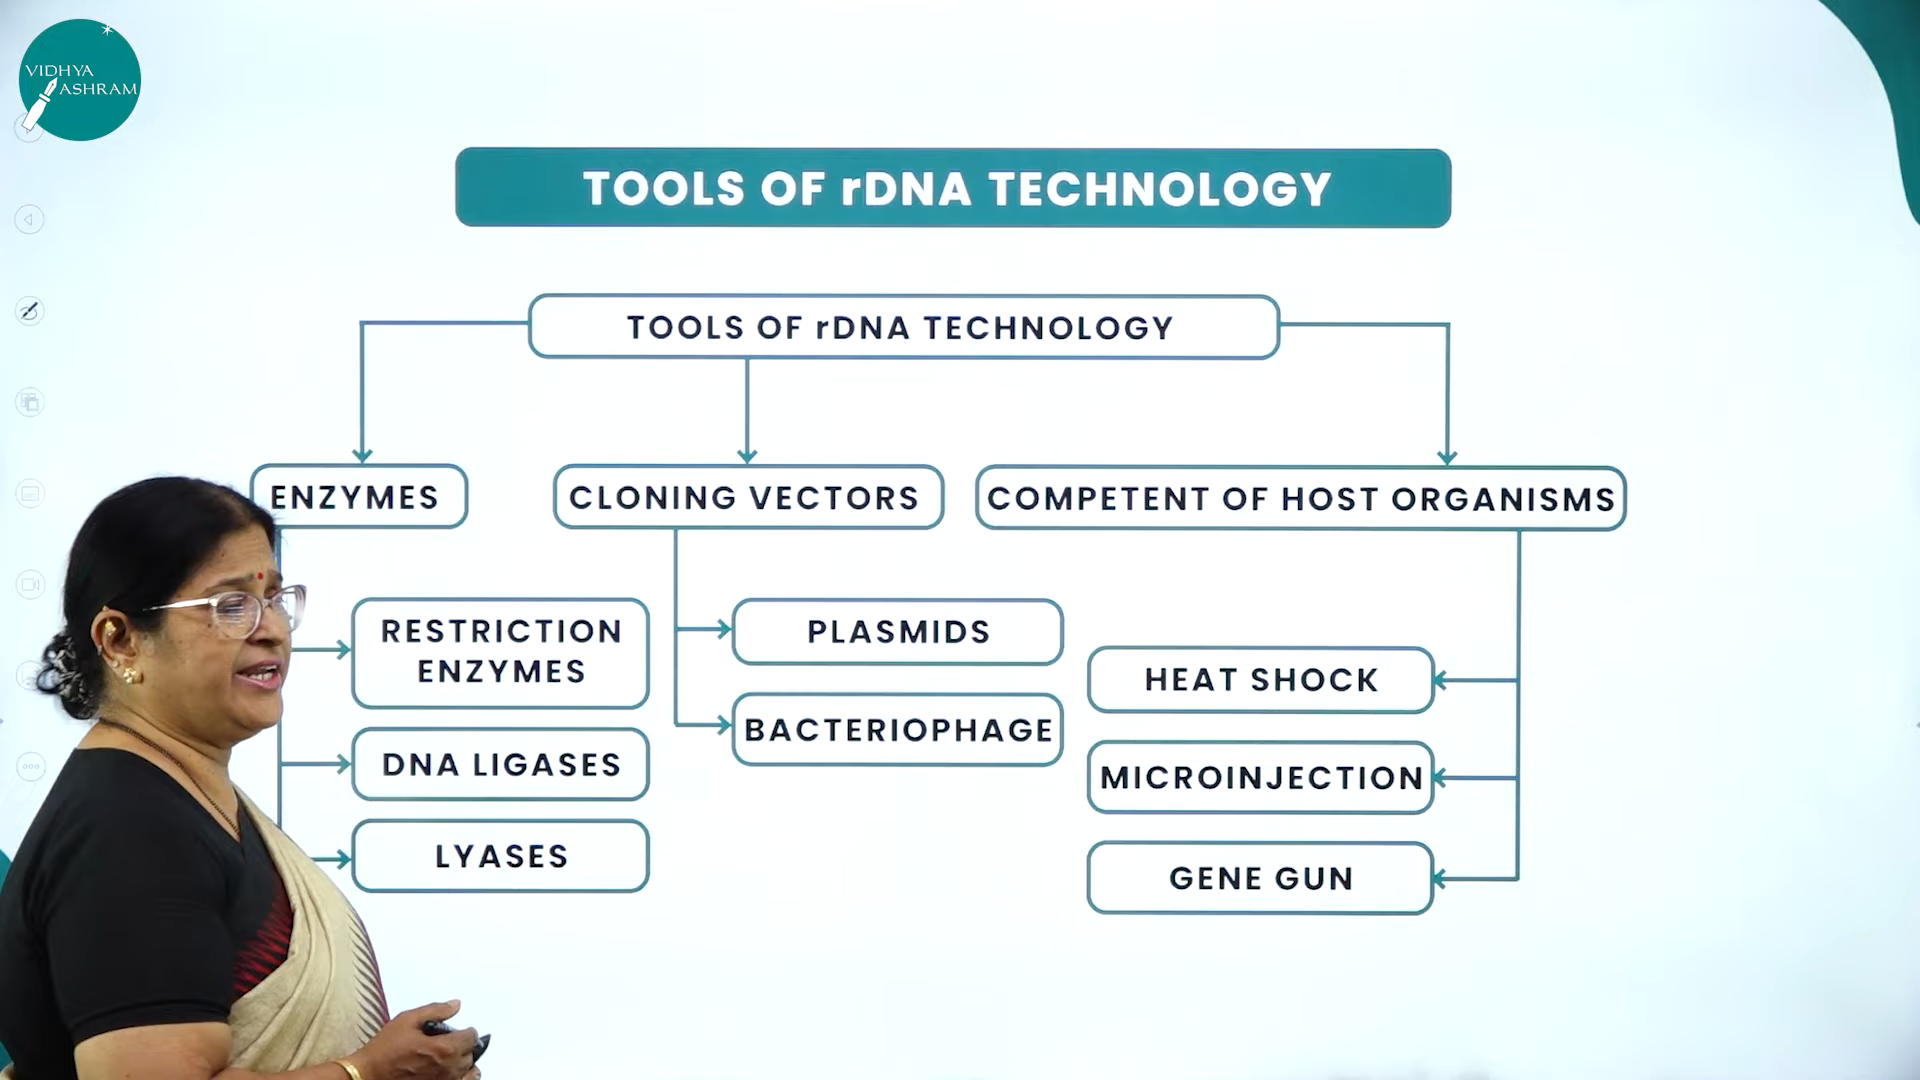 VIDHYA
ASHRAM
TOOLS OF rDNA TECHNOLOGY
TOOLS OF rDNA TECHNOLOGY
ENZYMES
CLONING VECTORS
COMPETENT OF HOST ORGANISMS
RESTRICTION
ENZYMES
DNA LIGASES
LYASES
PLASMIDS
BACTERIOPHAGE
HEAT SHOCK
MICROINJECTION
GENE GUN